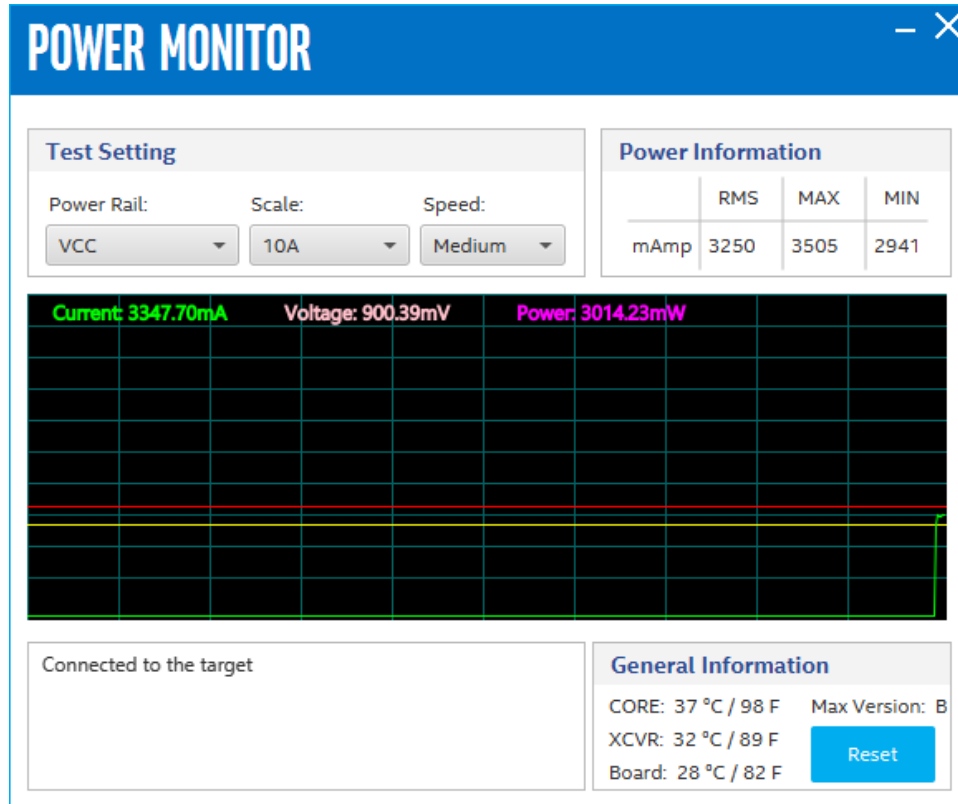 POWER MONITOR
Test Setting
Power Rail: Scale: Speed:
VCC 10A Medium
Power Information
RMS MAX MIN
mAmp 3250 3505 2941
Current: 3347.70mA Voltage: 900.39mV Power: 3014.23mW
Connected to the target
General Information
CORE: 37 °C / 98 F Max Version: B
XCVR: 32 °C / 89 F
Reset
Board: 28 °C / 82 F